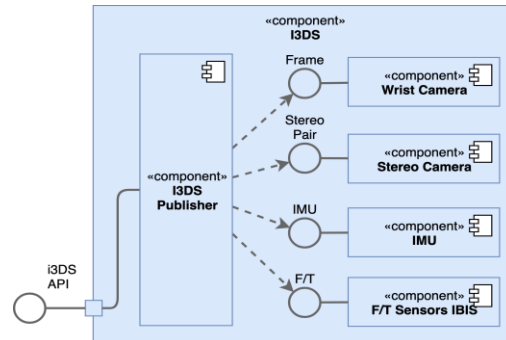 «component»
I3DS
Frame
«component»
Wrist Camera
Stereo
Pair
«component»
Stereo Camera
«component»
I3DS
Publisher
IMU
«component»
IMU
i3DS
API
F/T
«component»
F/T Sensors IBIS